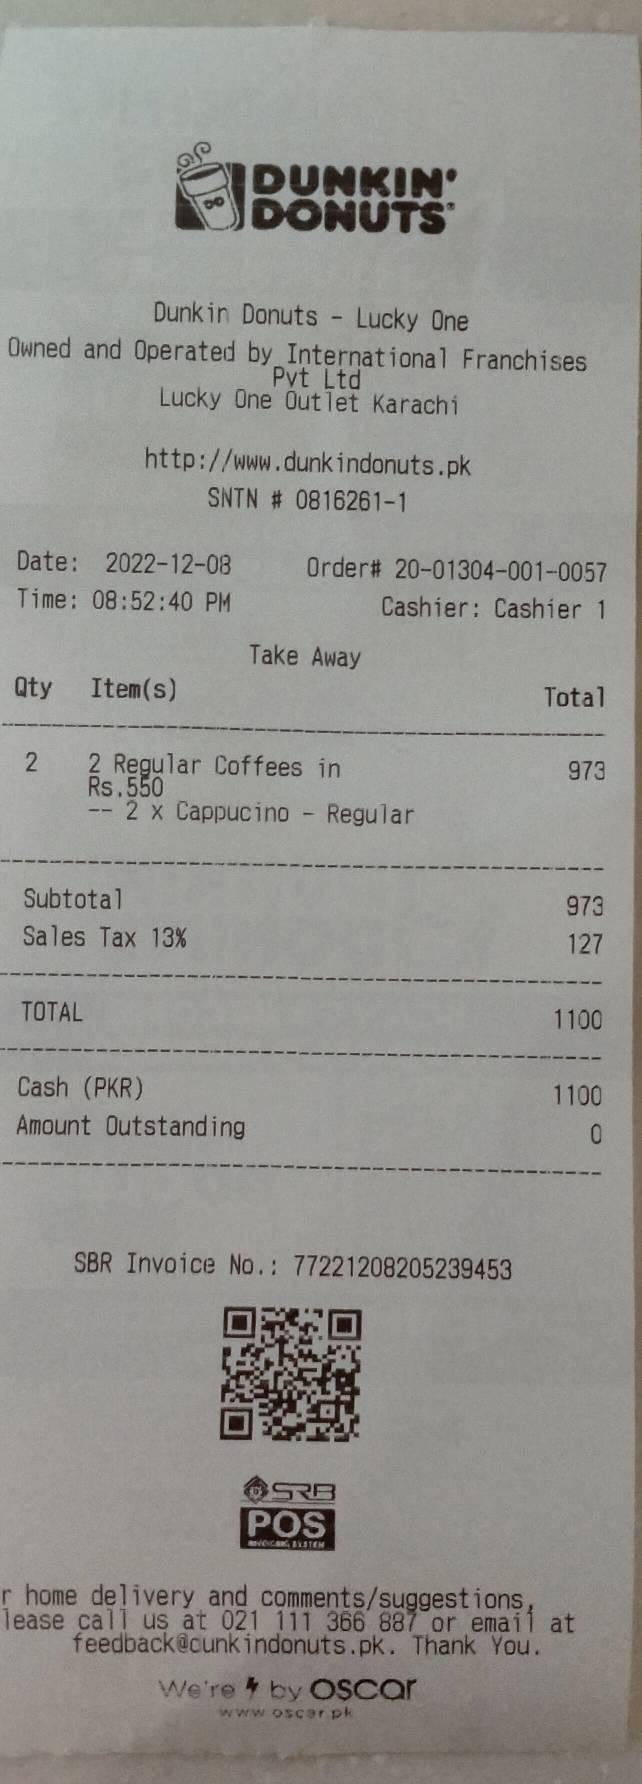 DUNKIN'
DONUTS
Dunkin Donuts - Lucky One
Owned and Operated by International Franchises
Pvt Ltd
Lucky One Outlet Karachi
http://www.dunkindonuts.pk
SNTN # 0816261-1
Date: 2022-12-08 Order# 20-01304-001-0057
Time: 08:52:40 PM Cashier: Cashier 1
Take Away
Qty Item(s) Total
2 2 Regular Coffees in 973
Rs.550
-- 2 x Cappucino - Regular
Subtotal 973
Sales Tax 13% 127
TOTAL 1100
Cash (PKR) 1100
Amount Outstanding 0
SBR Invoice No.: 77221208205239453
SRB
POS
INVOICING SYSTEM
r home delivery and comments/suggestions,
lease call us at 021 111 366 887 or email at
feedback@cunkindonuts.pk. Thank You.
We're by oscar
www.oscar.pk